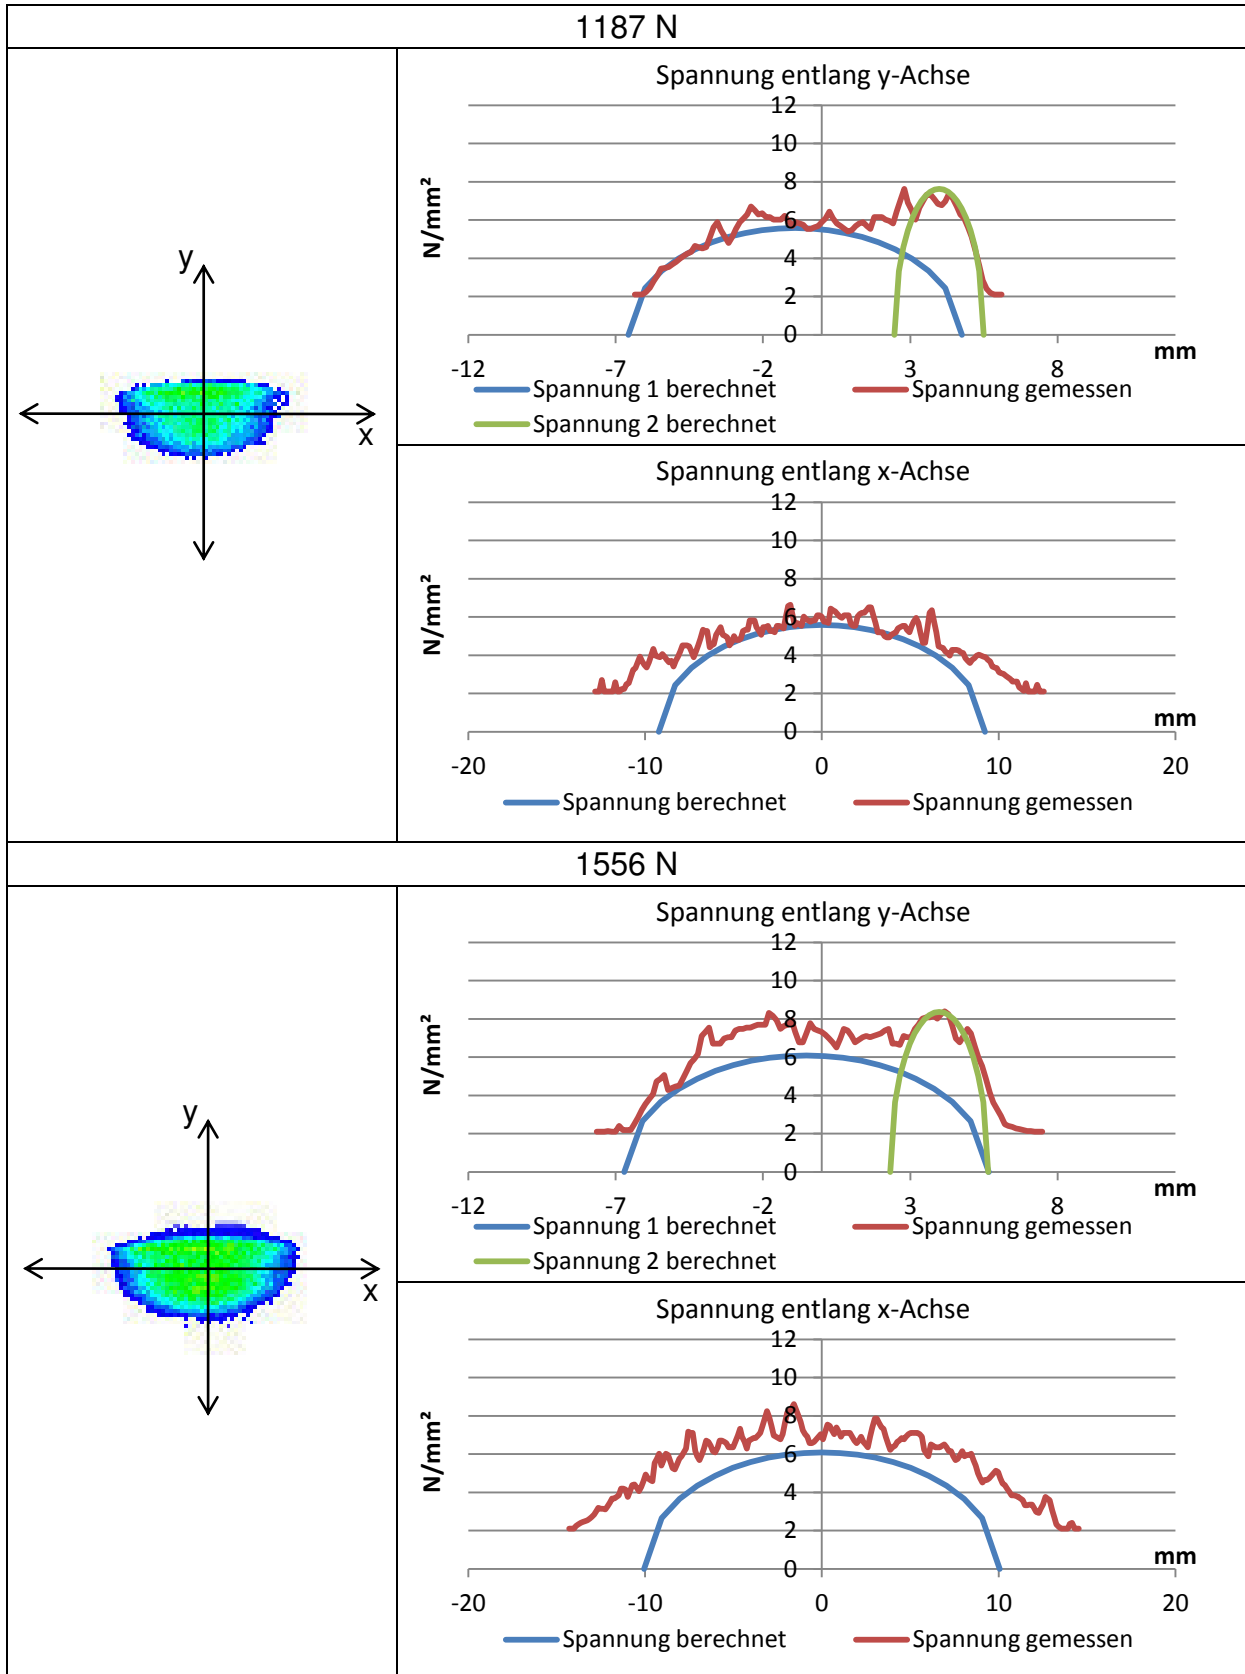 1187 N
y
x
Spannung entlang y-Achse
N/mm²
12
10
8
6
4
2
0
-12 -7 -2 3 8
mm
Spannung 1 berechnet Spannung gemessen
Spannung 2 berechnet
Spannung entlang x-Achse
N/mm²
12
10
8
6
4
2
0
-20 -10 0 10 20
mm
Spannung berechnet Spannung gemessen
1556 N
y
x
Spannung entlang y-Achse
N/mm²
12
10
8
6
4
2
0
-12 -7 -2 3 8
mm
Spannung 1 berechnet Spannung gemessen
Spannung 2 berechnet
Spannung entlang x-Achse
N/mm²
12
10
8
6
4
2
0
-20 -10 0 10 20
mm
Spannung berechnet Spannung gemessen